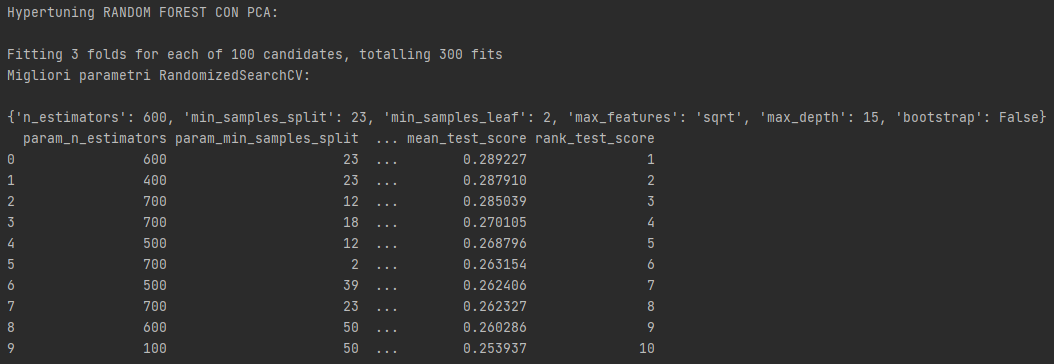 Hypertuning RANDOM FOREST CON PCA:
Fitting 3 folds for each of 100 candidates, totalling 300 fits
Migliori parametri RandomizedSearchCV:
{'n_estimators': 600, 'min_samples_split': 23, 'min_samples_leaf': 2, 'max_features': 'sqrt', 'max_depth': 15, 'bootstrap': False}
param_n_estimators param_min_samples_split ... mean_test_score rank_test_score
0 600 23 ... 0.289227 1
1 400 23 ... 0.287910 2
2 700 12 ... 0.285039 3
3 700 18 ... 0.270105 4
4 500 12 ... 0.268796 5
5 700 2 ... 0.263154 6
6 500 39 ... 0.262406 7
7 700 23 ... 0.262327 8
8 600 50 ... 0.260286 9
9 100 50 ... 0.253937 10